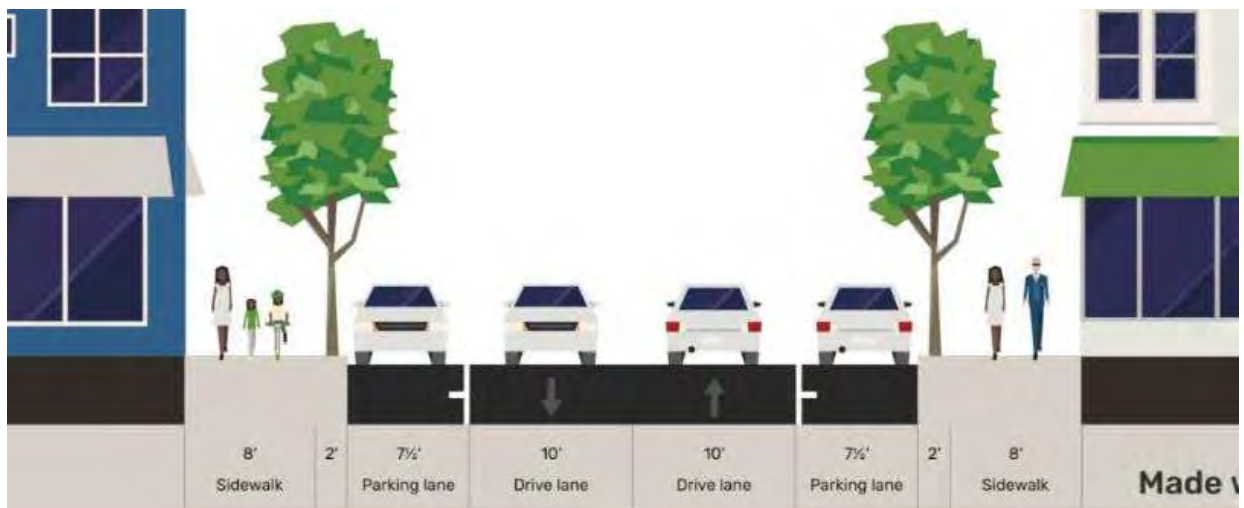 8' 2' 7½' 10' 10' 7½' 2' 8'
Sidewalk Parking lane Drive lane Drive lane Parking lane Sidewalk
Made